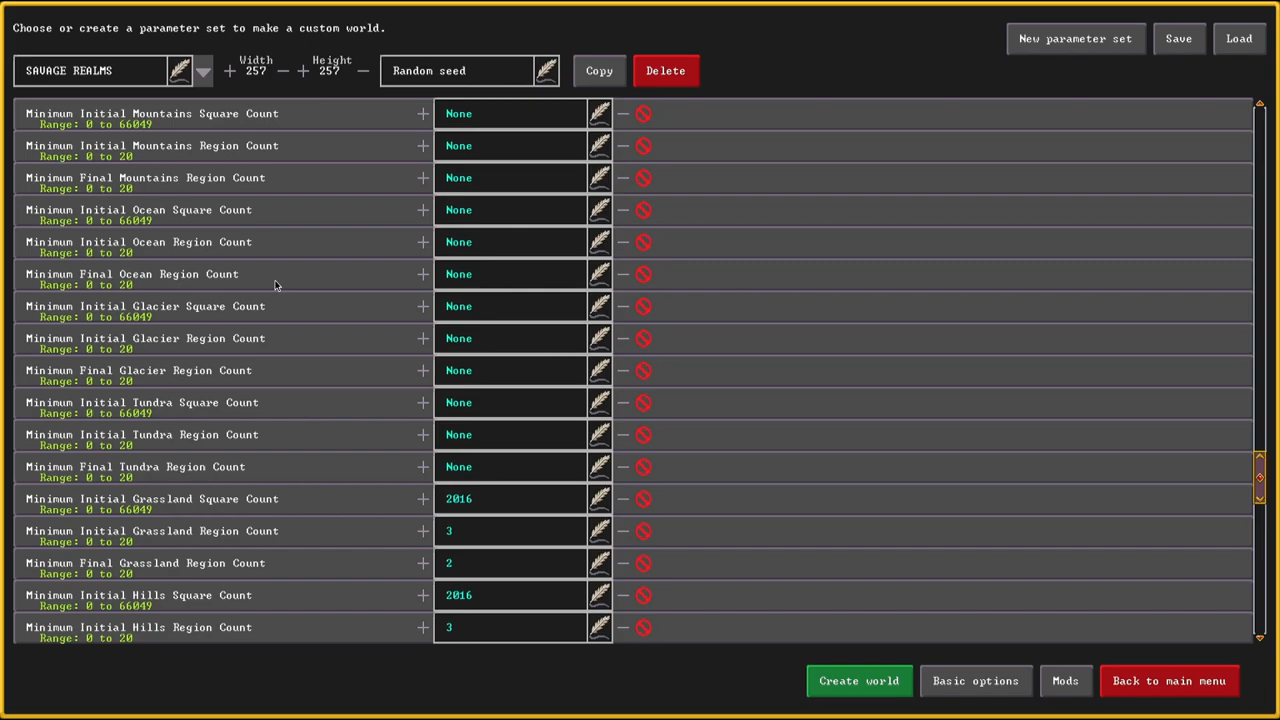 Choose or create a parameter set to make a custom world.
New parameter set
Save
Load
SAVAGE REALMS
Width
257
Height
257
Random seed
Copy
Delete
Minimum Initial Mountains Square Count
None
Range: 0 to 66049
Minimum Initial Mountains Region Count
None
Range: 0 to 20
Minimum Final Mountains Region Count
None
Range: 0 to 20
Minimum Initial Ocean Square Count
None
Range: 0 to 66049
Minimum Initial Ocean Region Count
None
Range: 0 to 20
Minimum Final Ocean Region Count
None
Range: 0 to 20
Minimum Initial Glacier Square Count
None
Range: 0 to 66049
Minimum Initial Glacier Region Count
None
Range: 0 to 20
Minimum Final Glacier Region Count
None
Range: 0 to 20
Minimum Initial Tundra Square Count
None
Range: 0 to 66049
Minimum Initial Tundra Region Count
None
Range: 0 to 20
Minimum Final Tundra Region Count
None
Range: 0 to 20
Minimum Initial Grassland Square Count
2016
Range: 0 to 66049
Minimum Initial Grassland Region Count
3
Range: 0 to 20
Minimum Final Grassland Region Count
2
Range: 0 to 20
Minimum Initial Hills Square Count
2016
Range: 0 to 66049
Minimum Initial Hills Region Count
3
Range: 0 to 20
Create world
Basic options
Mods
Back to main menu